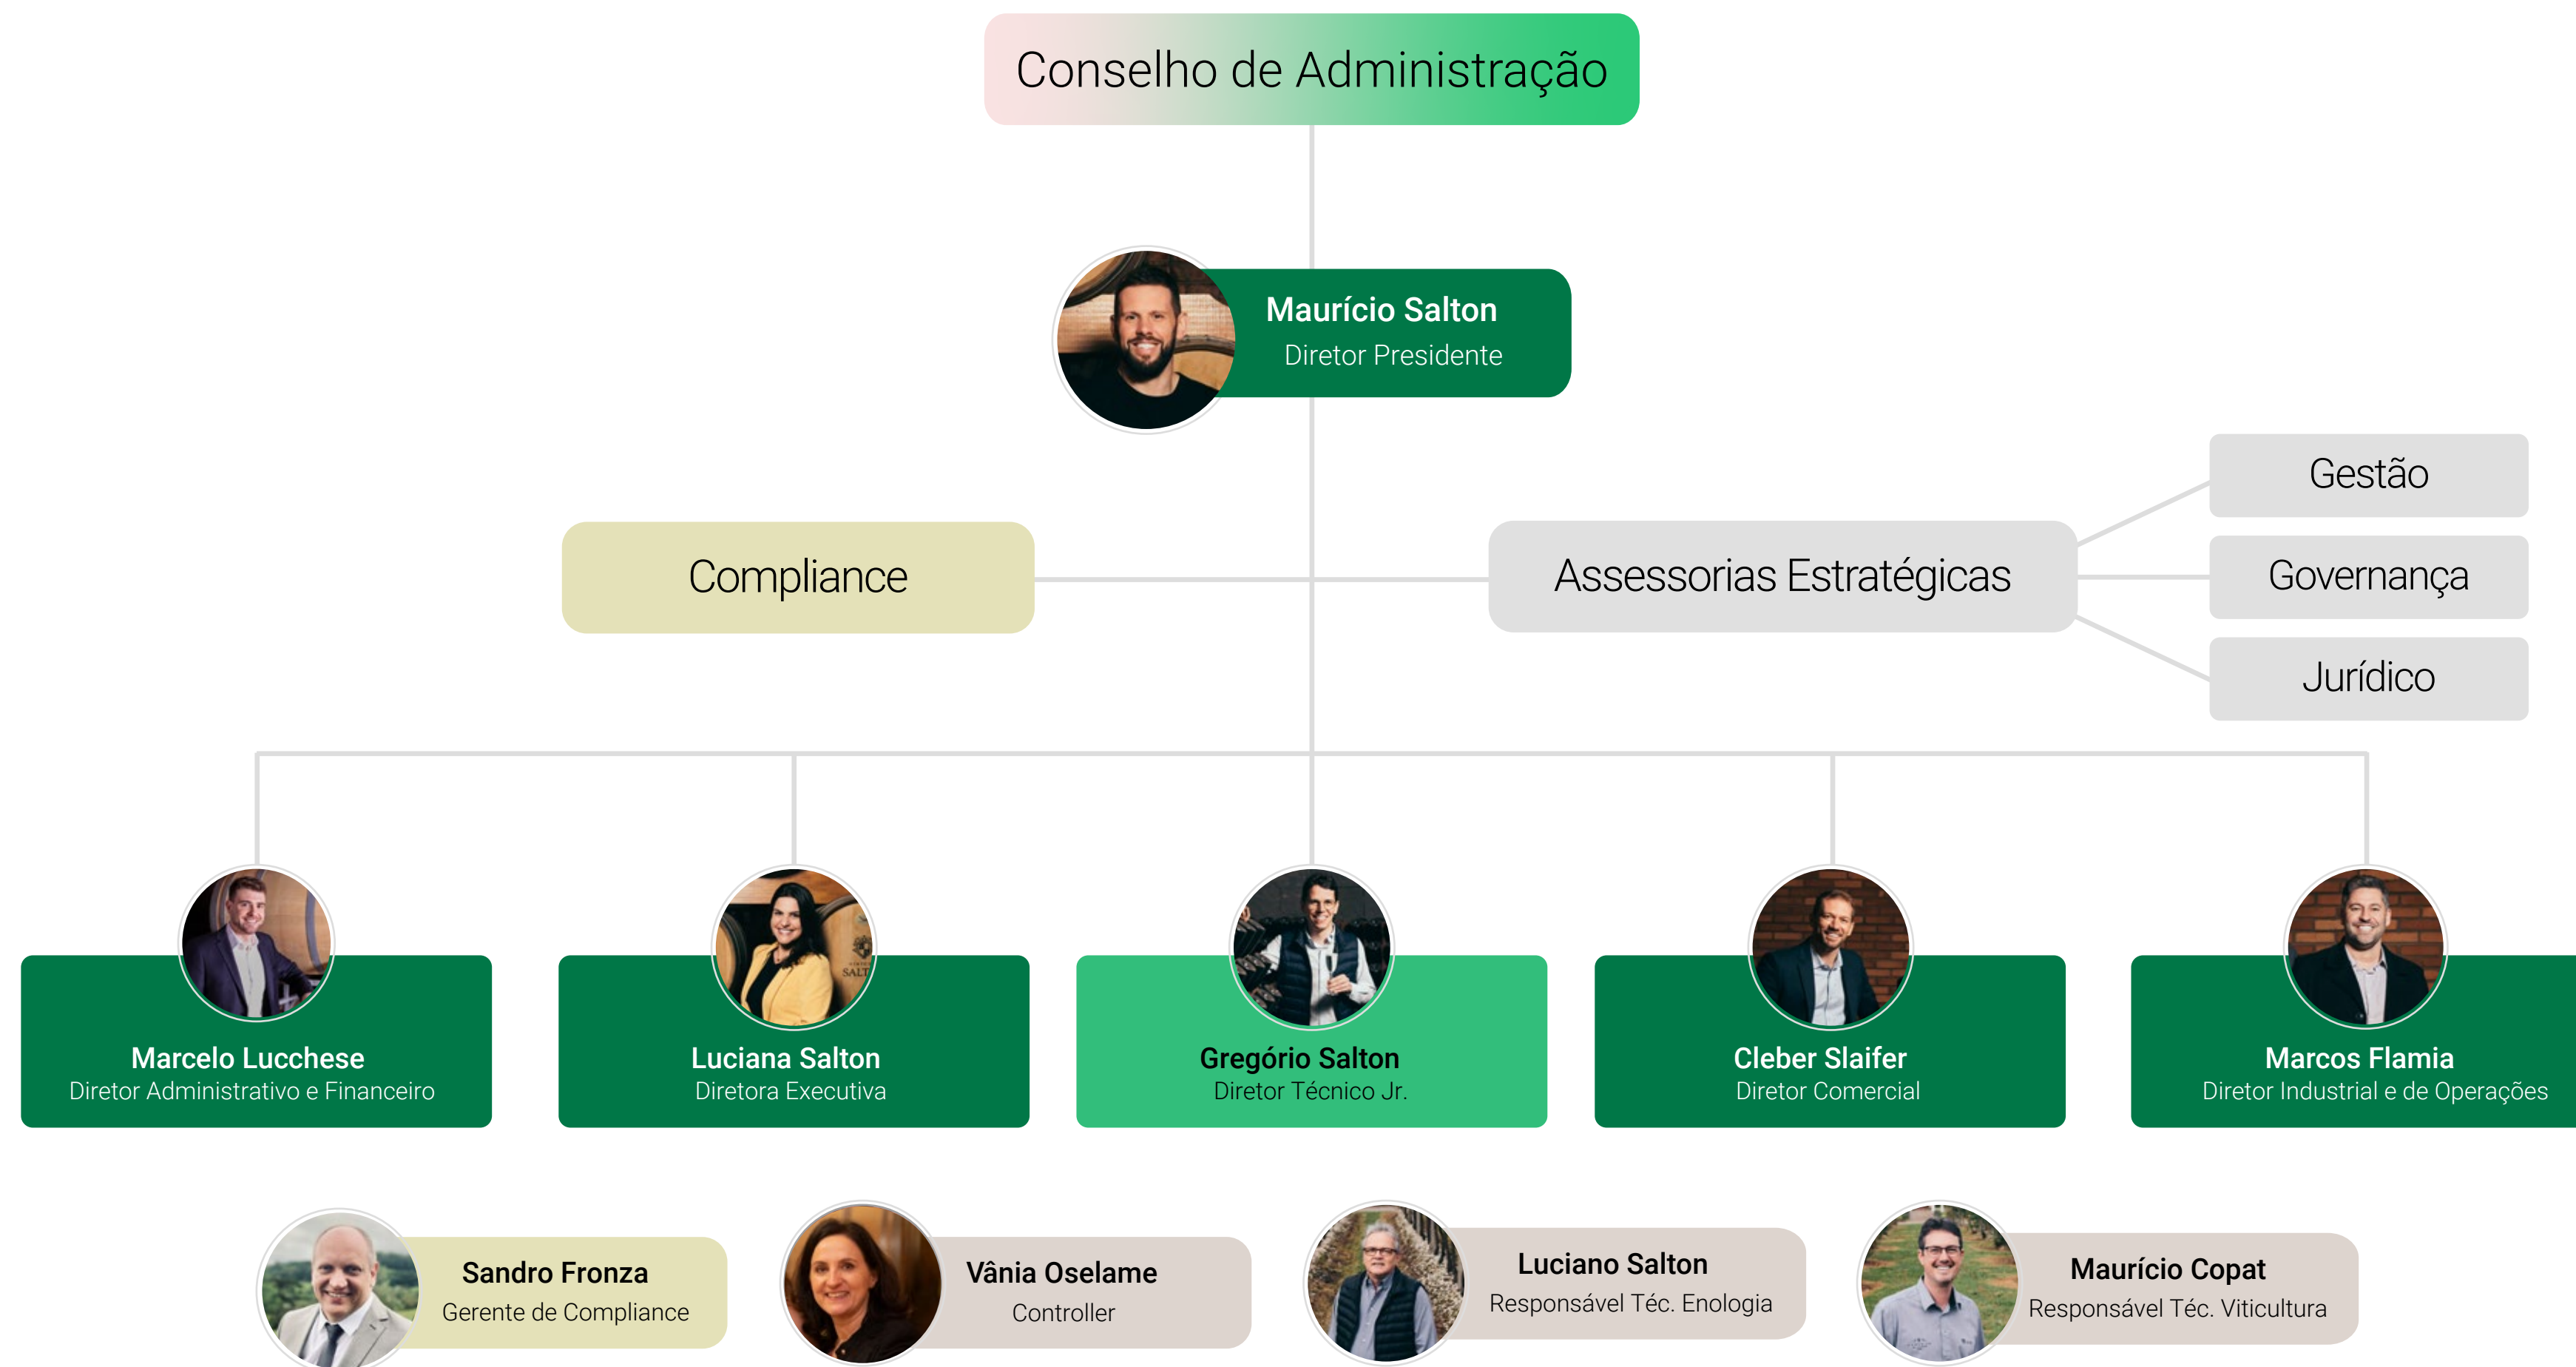 Conselho de Administração
Maurício Salton
Diretor Presidente
Gestão
Compliance
Assessorias Estratégicas
Governança
Jurídico
SALT
Marcelo Lucchese
Diretor Administrativo e Financeiro
Luciana Salton
Diretora Executiva
Gregório Salton
Diretor Técnico Jr.
Cleber Slaifer
Diretor Comercial
Marcos Flamia
Diretor Industrial e de Operações
Sandro Fronza
Gerente de Compliance
Vânia Oselame
Controller
Luciano Salton
Responsável Téc. Enologia
Maurício Copat
Responsável Téc. Viticultura